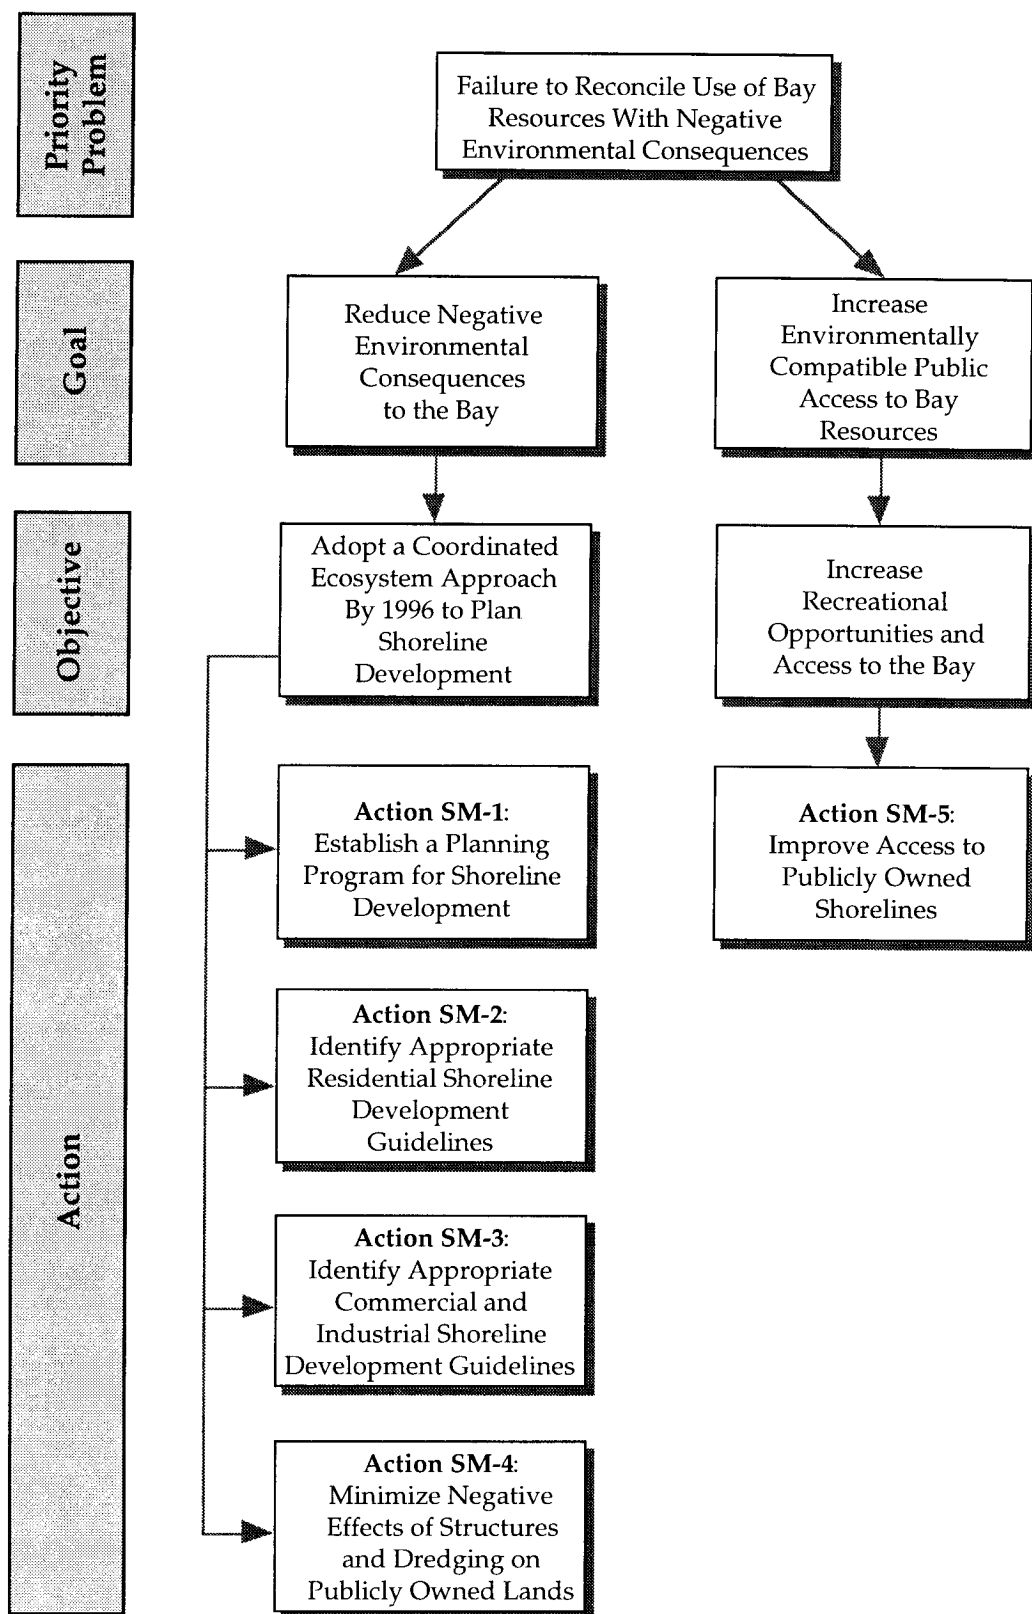 Priority
Problem
Failure to Reconcile Use of Bay
Resources With Negative
Environmental Consequences
Goal
Reduce Negative
Environmental
Consequences
to the Bay
Increase
Environmentally
Compatible Public
Access to Bay
Resources
Objective
Adopt a Coordinated
Ecosystem Approach
By 1996 to Plan
Shoreline
Development
Increase
Recreational
Opportunities and
Access to the Bay
Action
Action SM-1:
Establish a Planning
Program for Shoreline
Development
Action SM-5:
Improve Access to
Publicly Owned
Shorelines
Action SM-2:
Identify Appropriate
Residential Shoreline
Development
Guidelines
Action SM-3:
Identify Appropriate
Commercial and
Industrial Shoreline
Development Guidelines
Action SM-4:
Minimize Negative
Effects of Structures
and Dredging on
Publicly Owned Lands